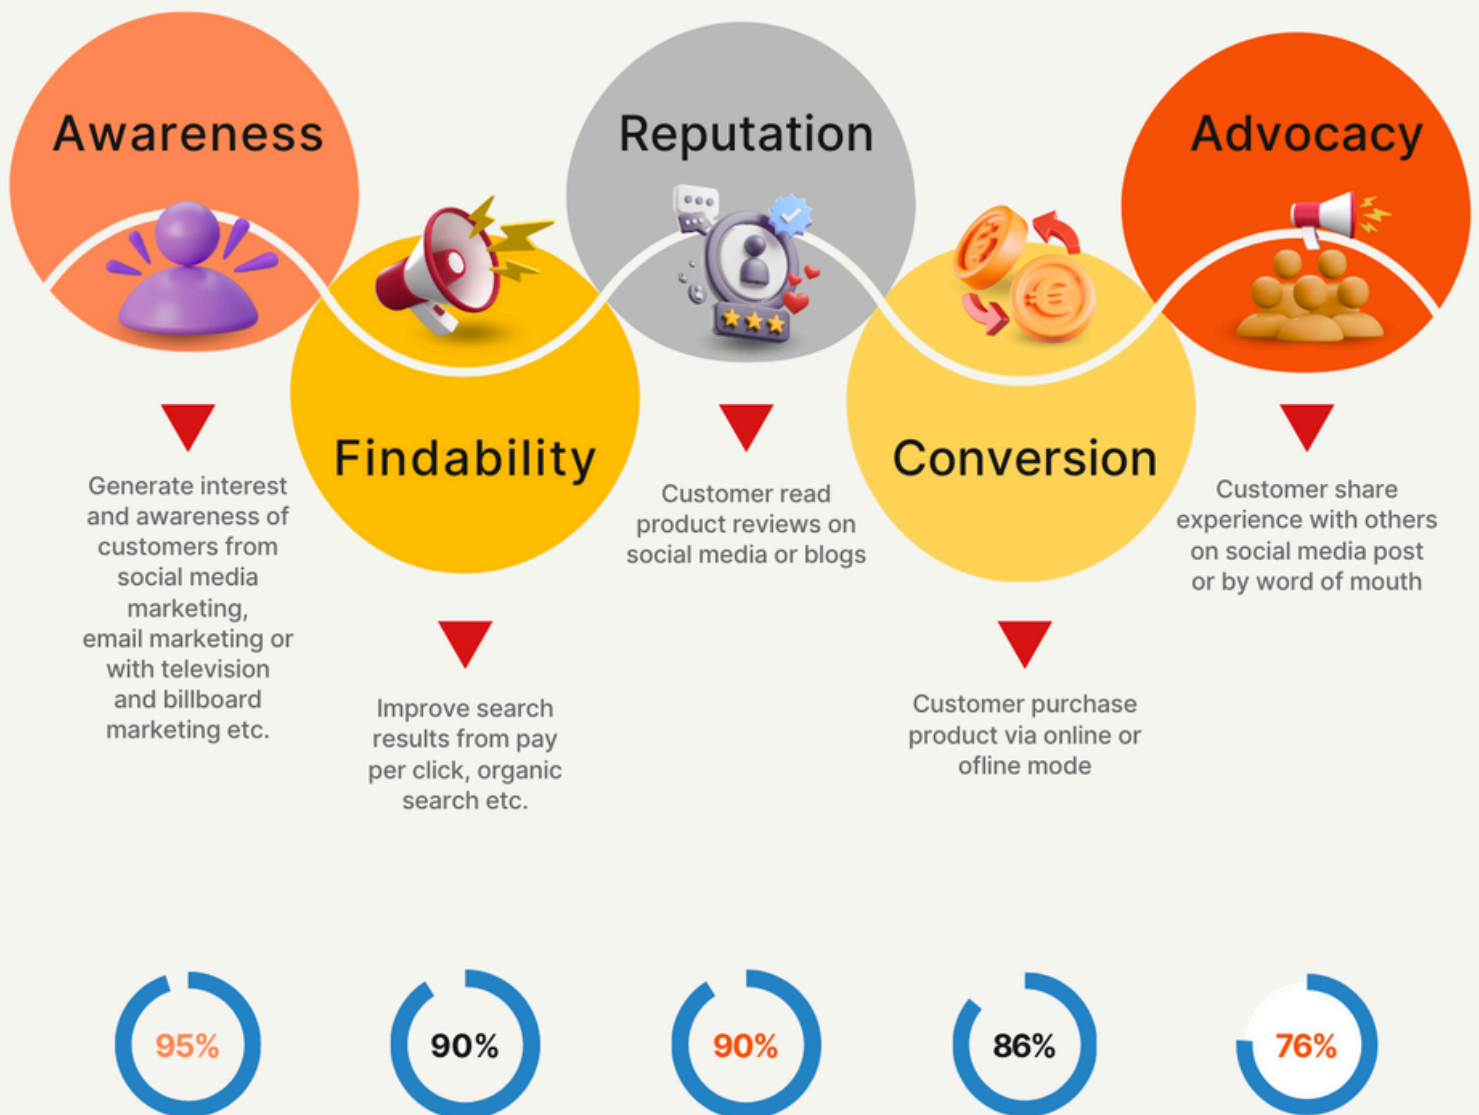 Awareness
Generate interest
and awareness of
customers from
social media
marketing,
email marketing or
with television
and billboard
marketing etc.
Findability
Improve search
results from pay
per click, organic
search etc.
Reputation
Customer read
product reviews on
social media or blogs
Conversion
Customer purchase
product via online or
ofline mode
Advocacy
Customer share
experience with others
on social media post
or by word of mouth
95%
90%
90%
86%
76%